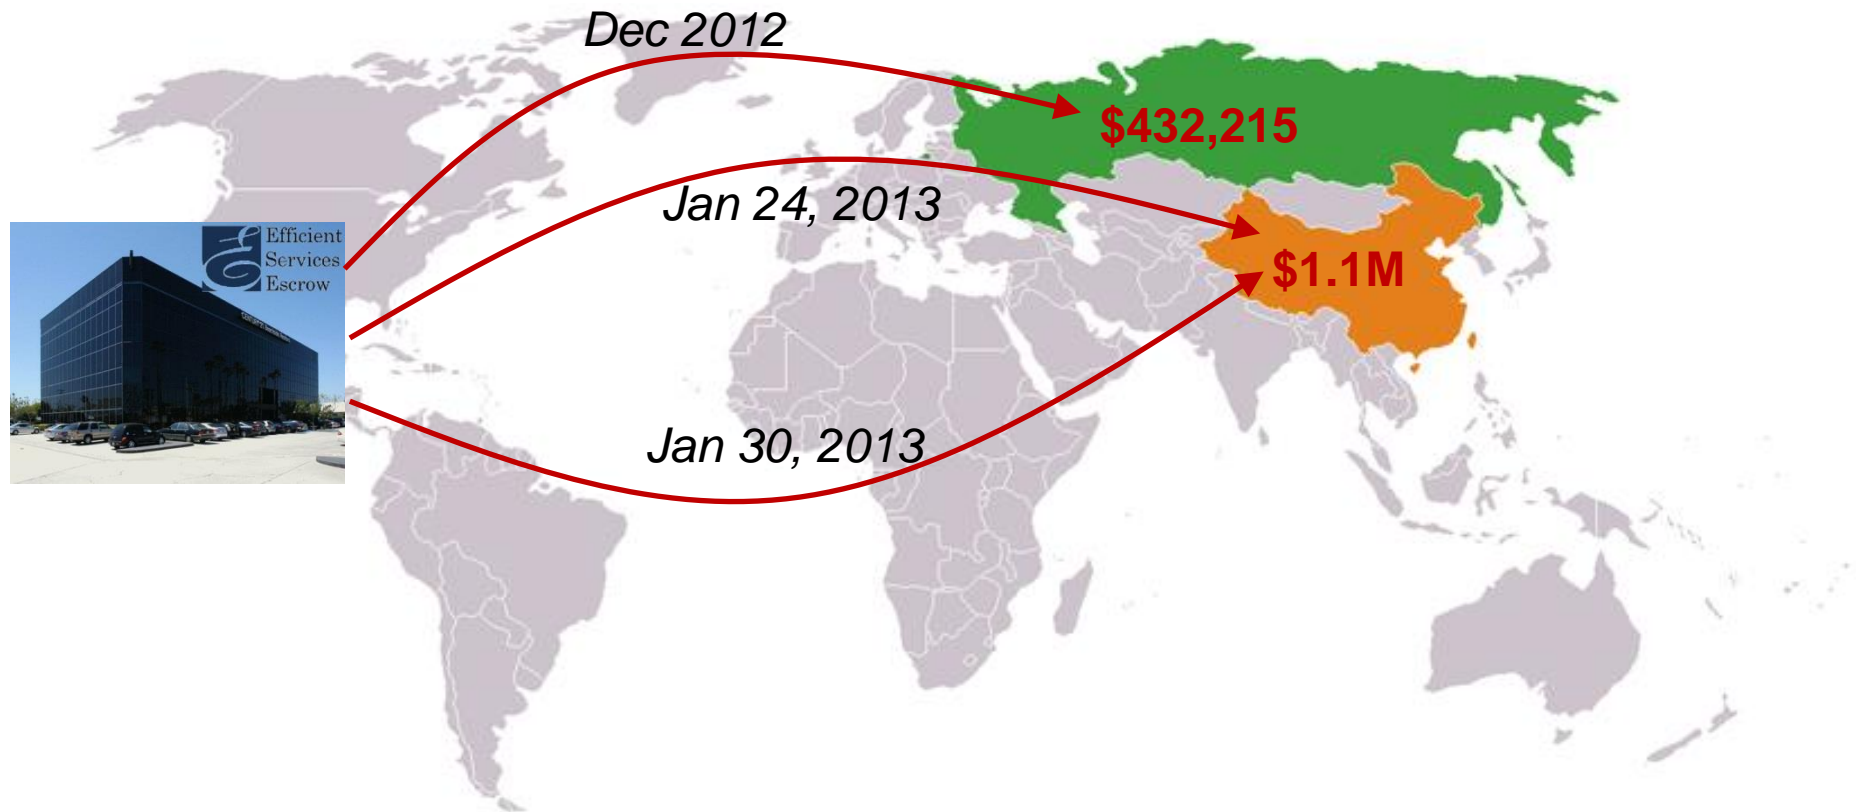 Dec 2012
$432,215
Jan 24, 2013
Efficient
Services
Escrow
$1.1M
Jan 30, 2013